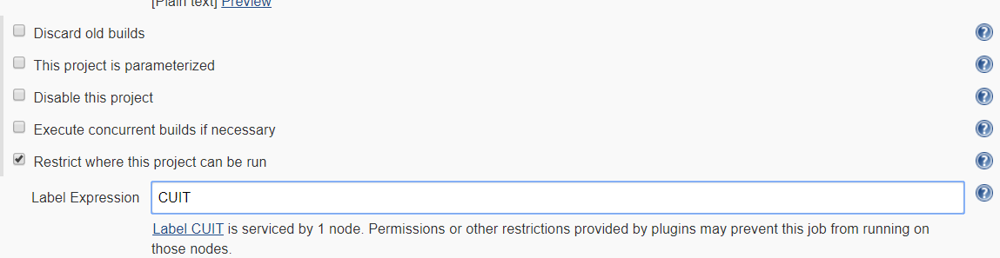 [Plain text] Preview
Discard old builds
This project is parameterized
Disable this project
Execute concurrent builds if necessary
Restrict where this project can be run
Label Expression CUIT
Label CUIT is serviced by 1 node. Permissions or other restrictions provided by plugins may prevent this job from running on
those nodes.